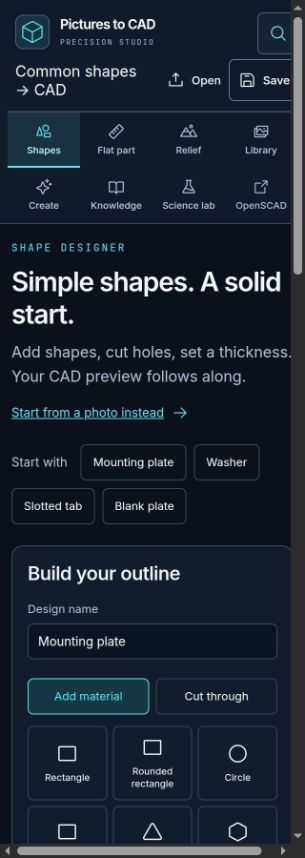 Pictures to CAD
PRECISION STUDIO
Common shapes
→ CAD
Open
Save
Shapes
Flat part
Relief
Library
Create
Knowledge
Science lab
OpenSCAD
SHAPE DESIGNER
Simple shapes. A solid
start.
Add shapes, cut holes, set a thickness.
Your CAD preview follows along.
Start from a photo instead →
Start with
Mounting plate
Washer
Slotted tab
Blank plate
Build your outline
Design name
Mounting plate
Add material
Cut through
Rectangle
Rounded
rectangle
Circle